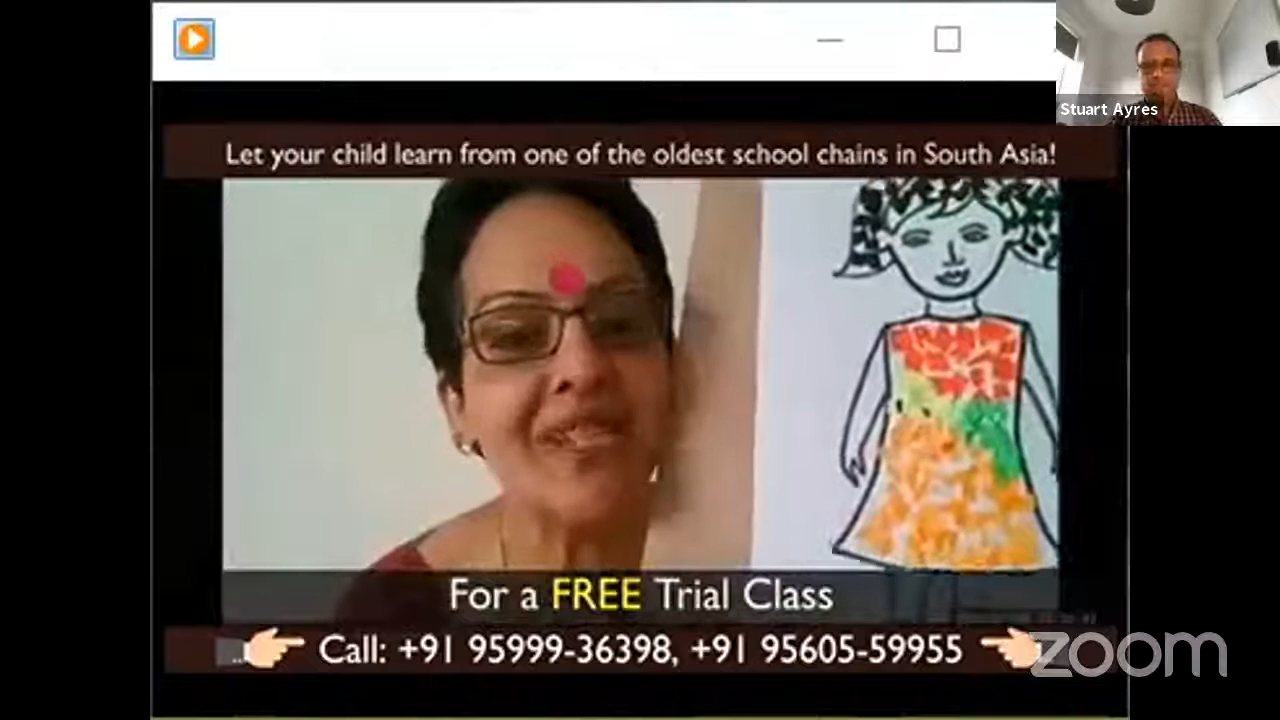 Stuart Ayres
Let your child learn from one of the oldest school chains in South Asia!
For a FREE Trial Class
Call: +91 95999-36398, +91 95605-59955
zoom